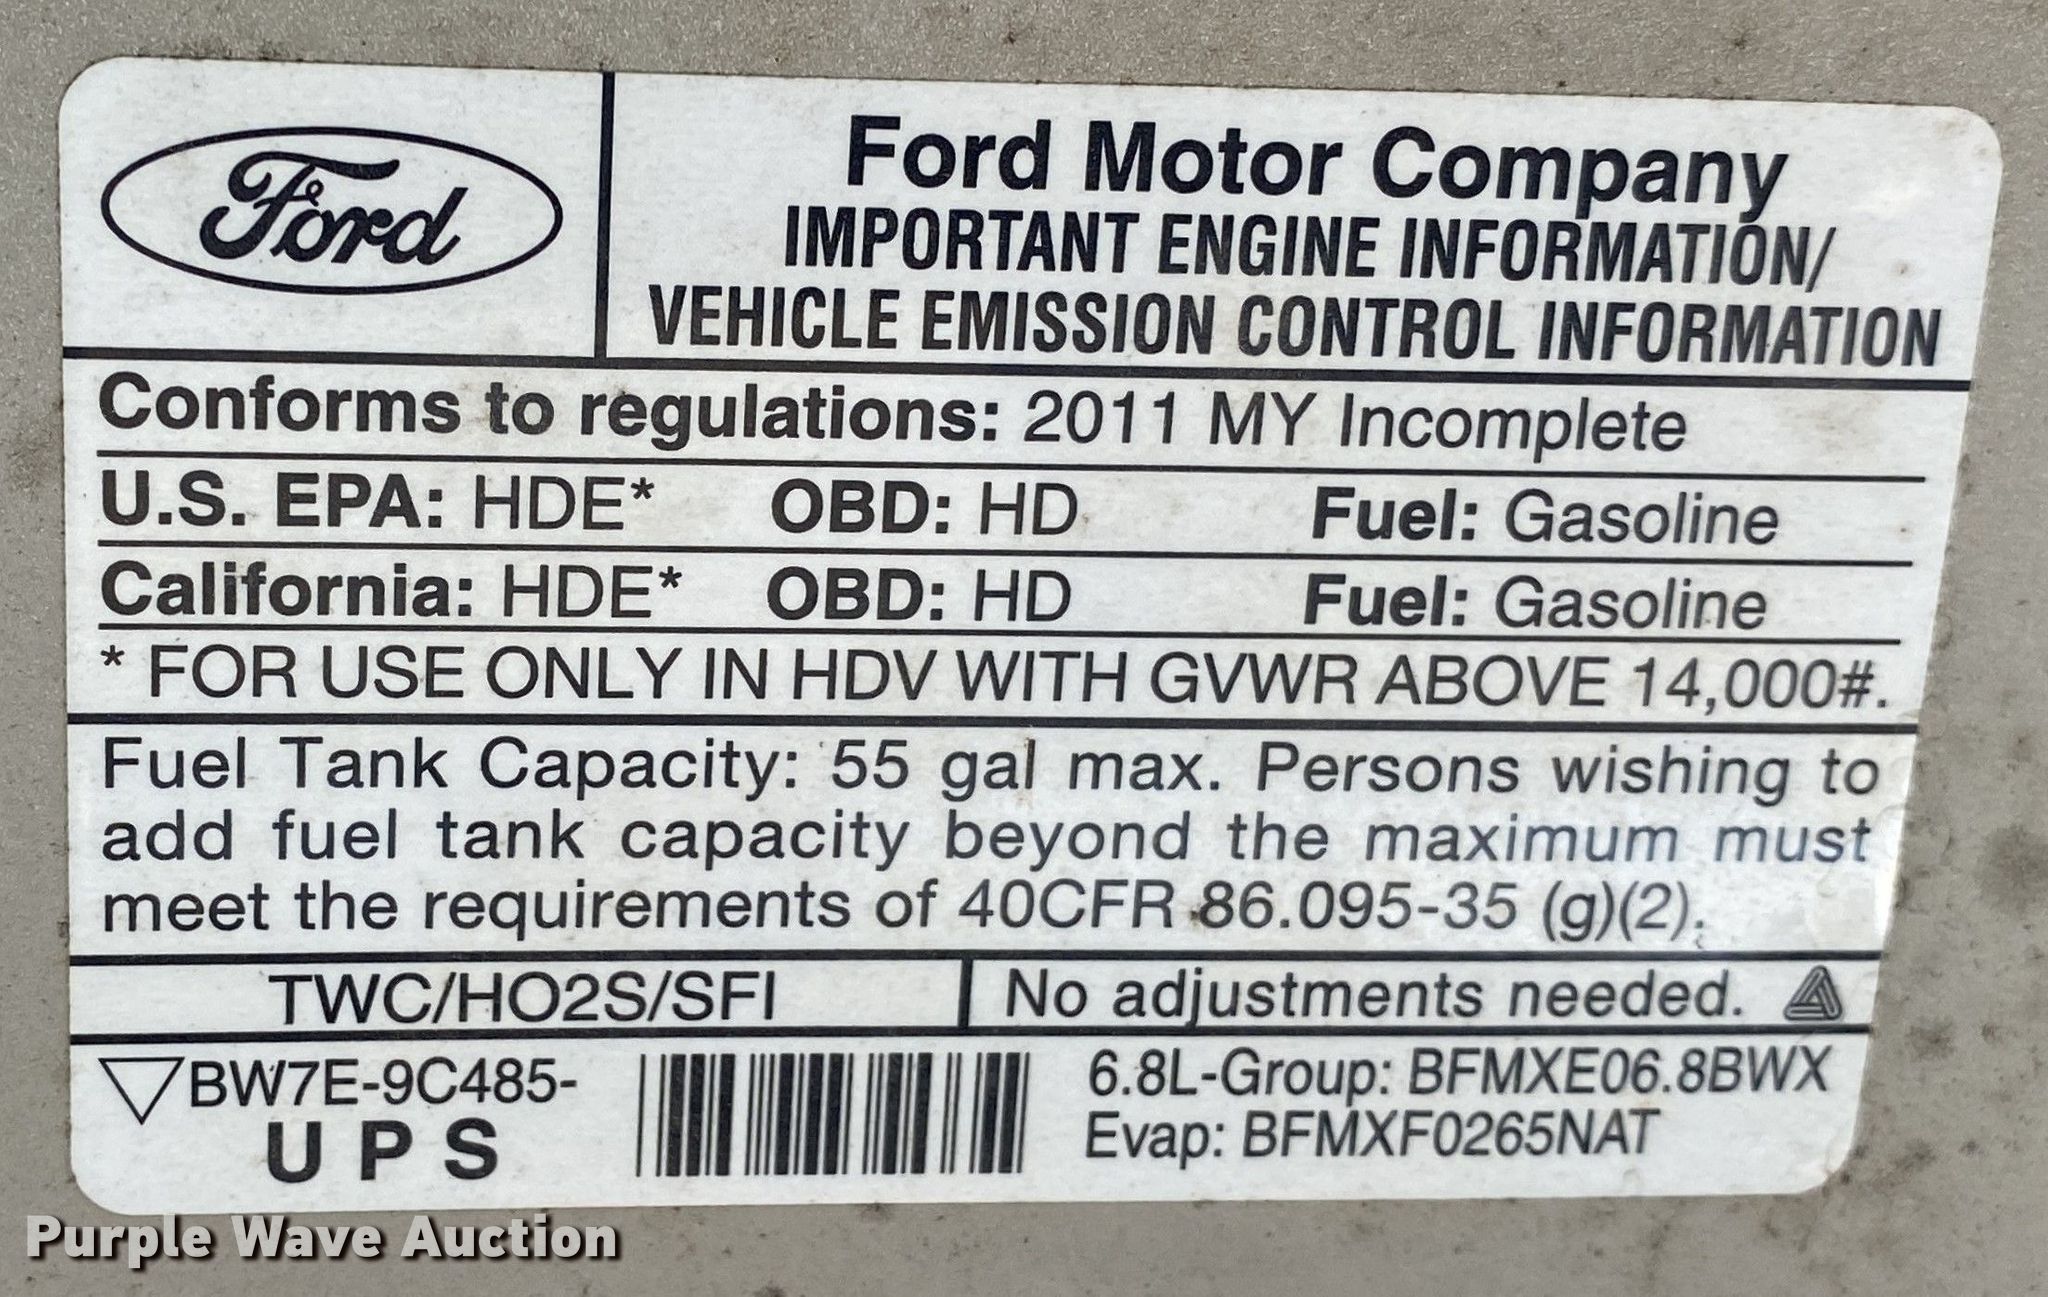 Ford
Ford Motor Company
IMPORTANT ENGINE INFORMATION/
VEHICLE EMISSION CONTROL INFORMATION
Conforms to regulations: 2011 MY Incomplete
U.S. EPA: HDE* OBD: HD Fuel: Gasoline
California: HDE* OBD: HD Fuel: Gasoline
* FOR USE ONLY IN HDV WITH GVWR ABOVE 14,000#.
Fuel Tank Capacity: 55 gal max. Persons wishing to
add fuel tank capacity beyond the maximum must
meet the requirements of 40CFR 86.095-35 (g)(2).
TWC/HO2S/SFI No adjustments needed.
BW7E-9C485-
UPS
6.8L-Group: BFMXE06.8BWX
Evap: BFMXF0265NAT
Purple Wave Auction